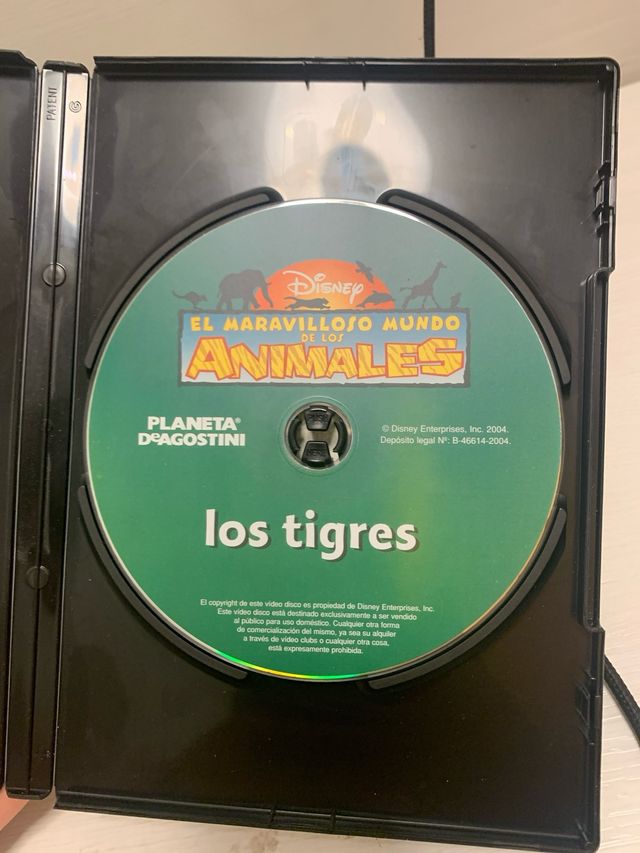 PATENT
DISNEY
EL MARAVILLOSO MUNDO
DE LOS
ANIMALES
PLANETA®
DeAGOSTINI
© Disney Enterprises, Inc. 2004.
Depósito legal Nº: B-46614-2004.
los tigres
El copyright de este vídeo disco es propiedad de Disney Enterprises, Inc.
Este vídeo disco está destinado exclusivamente a ser vendido
al público para uso doméstico. Cualquier otra forma
de comercialización del mismo, ya sea su alquiler
a través de vídeo clubs o cualquier otra cosa,
está expresamente prohibida.